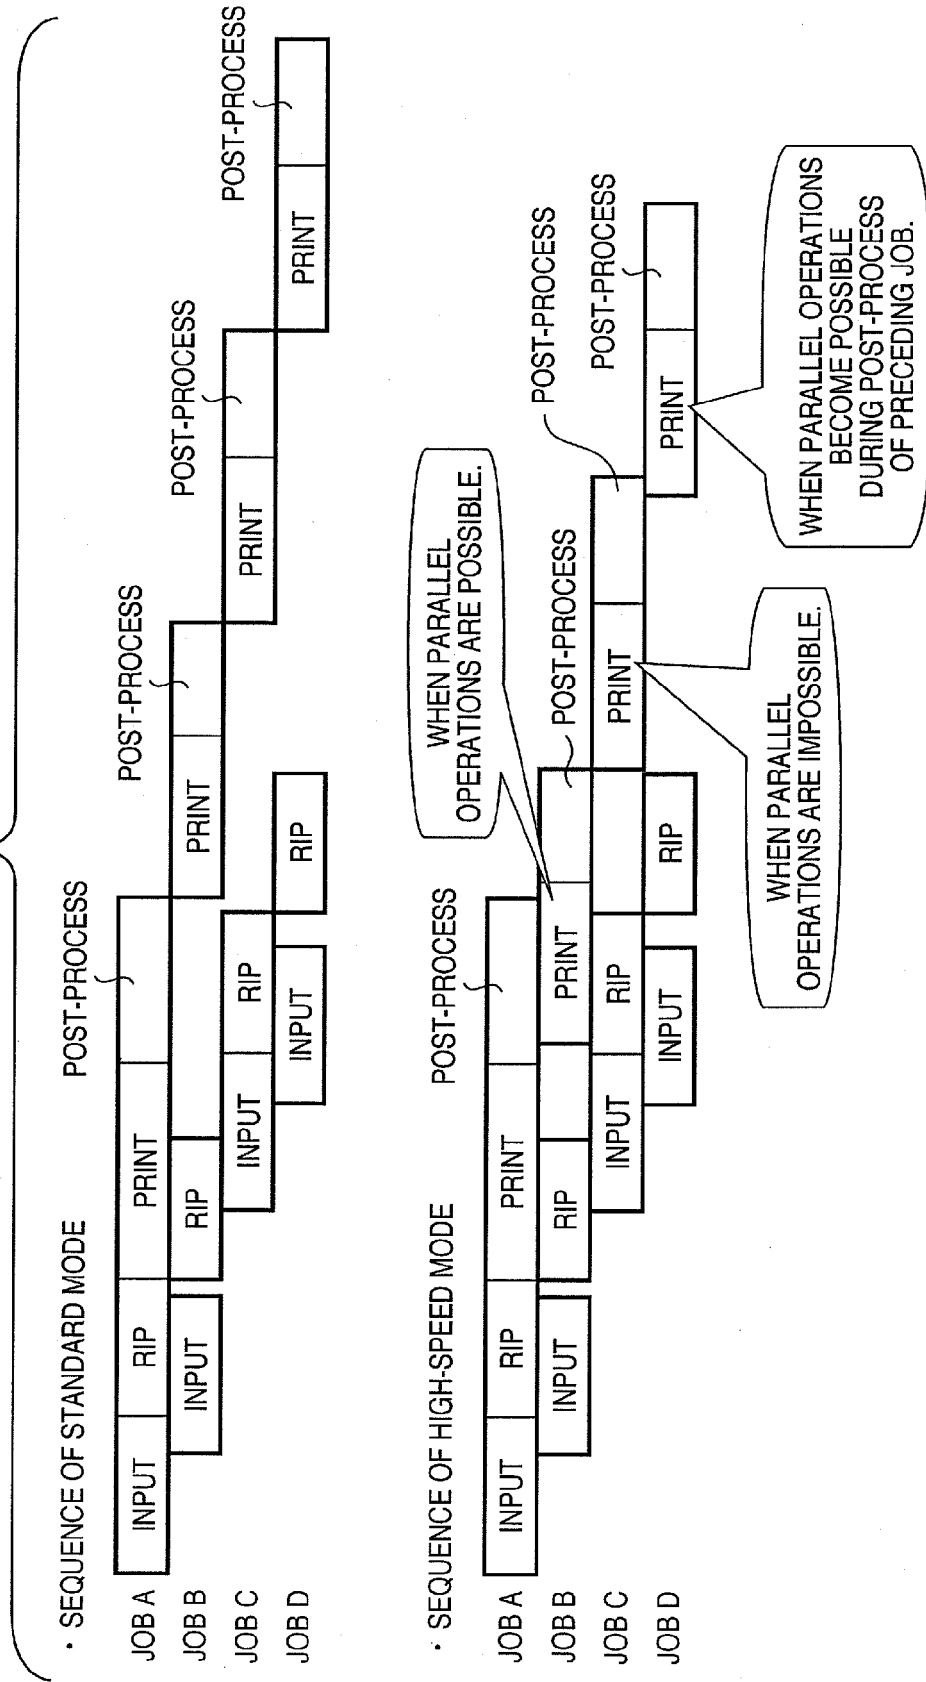 · SEQUENCE OF STANDARD MODE
POST-PROCESS
POST-PROCESS
POST-PROCESS
POST-PROCESS
JOB A
INPUT
RIP
PRINT
JOB B
INPUT
RIP
PRINT
JOB C
INPUT
RIP
PRINT
JOB D
INPUT
RIP
PRINT
· SEQUENCE OF HIGH-SPEED MODE
WHEN PARALLEL
OPERATIONS ARE POSSIBLE.
POST-PROCESS
POST-PROCESS
POST-PROCESS
POST-PROCESS
JOB A
INPUT
RIP
PRINT
JOB B
INPUT
RIP
PRINT
JOB C
INPUT
RIP
PRINT
JOB D
INPUT
RIP
PRINT
WHEN PARALLEL
OPERATIONS ARE IMPOSSIBLE.
WHEN PARALLEL OPERATIONS
BECOME POSSIBLE
DURING POST-PROCESS
OF PRECEDING JOB.